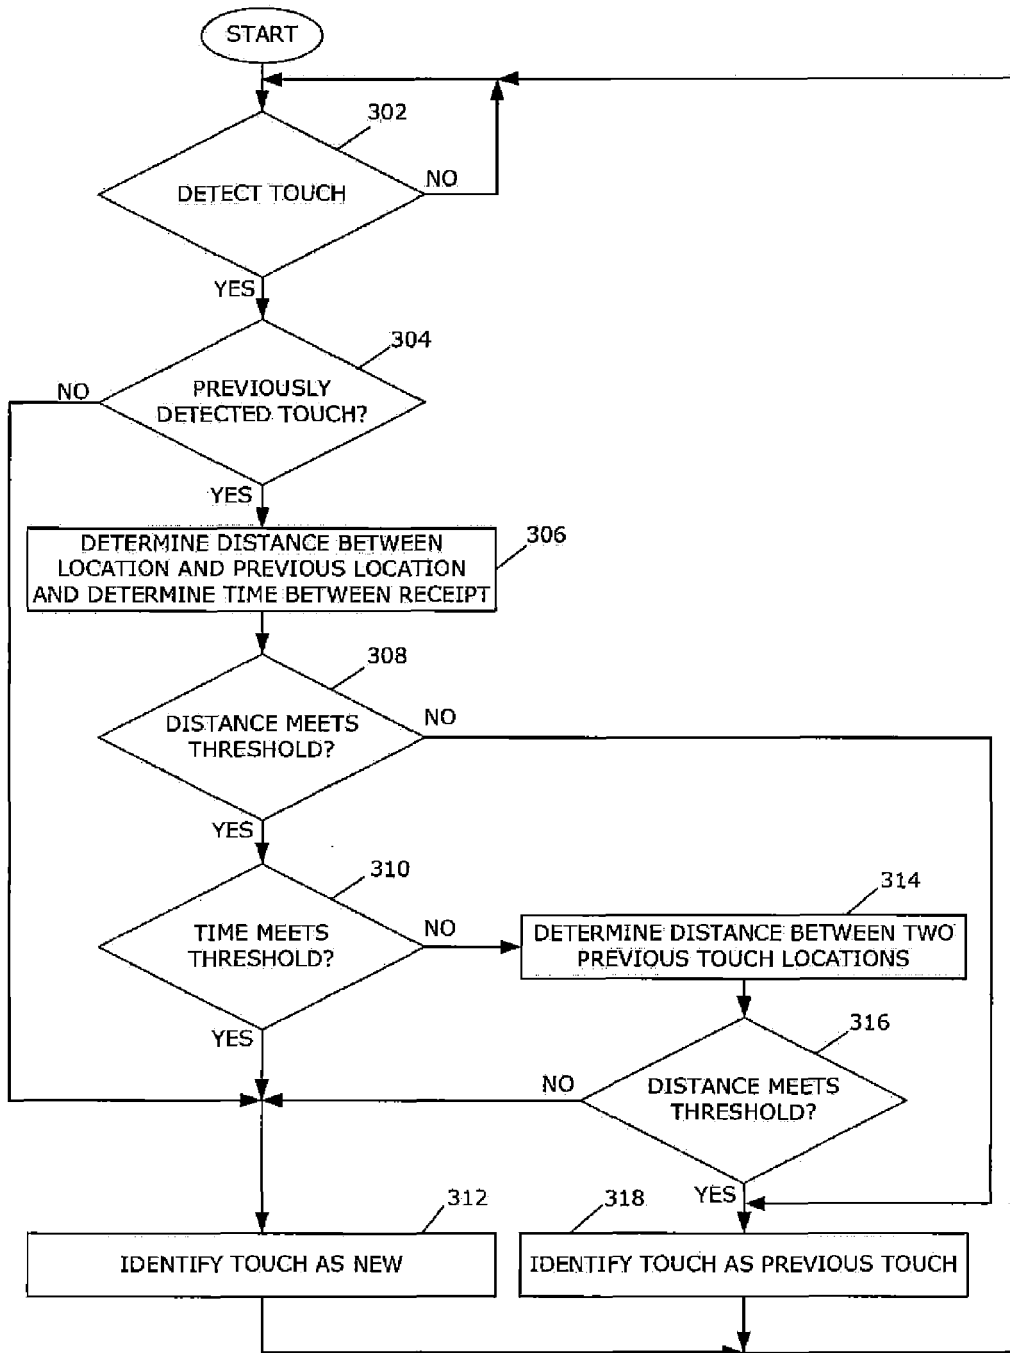 START
302
DETECT TOUCH
NO
YES
304
NO
PREVIOUSLY
DETECTED TOUCH?
YES
DETERMINE DISTANCE BETWEEN
LOCATION AND PREVIOUS LOCATION
AND DETERMINE TIME BETWEEN RECEIPT
306
308
DISTANCE MEETS
THRESHOLD?
NO
YES
310
TIME MEETS
THRESHOLD?
NO
314
DETERMINE DISTANCE BETWEEN TWO
PREVIOUS TOUCH LOCATIONS
YES
316
NO
DISTANCE MEETS
THRESHOLD?
YES
312
318
IDENTIFY TOUCH AS NEW
IDENTIFY TOUCH AS PREVIOUS TOUCH